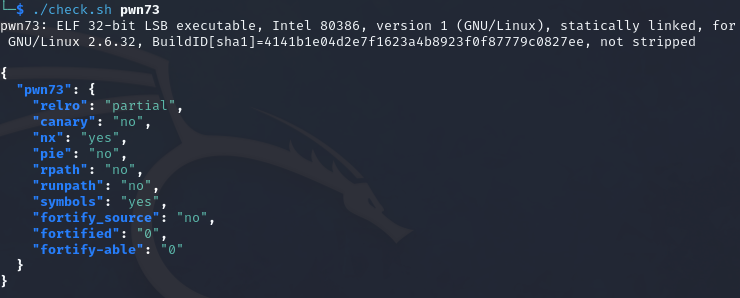 └─$ ./check.sh pwn73
pwn73: ELF 32-bit LSB executable, Intel 80386, version 1 (GNU/Linux), statically linked, for
 GNU/Linux 2.6.32, BuildID[sha1]=4141b1e04d2e7f1623a4b8923f0f87779c0827ee, not stripped
{
  "pwn73": {
    "relro": "partial",
    "canary": "no",
    "nx": "yes",
    "pie": "no",
    "rpath": "no",
    "runpath": "no",
    "symbols": "yes",
    "fortify_source": "no",
    "fortified": "0",
    "fortify-able": "0"
  }
}